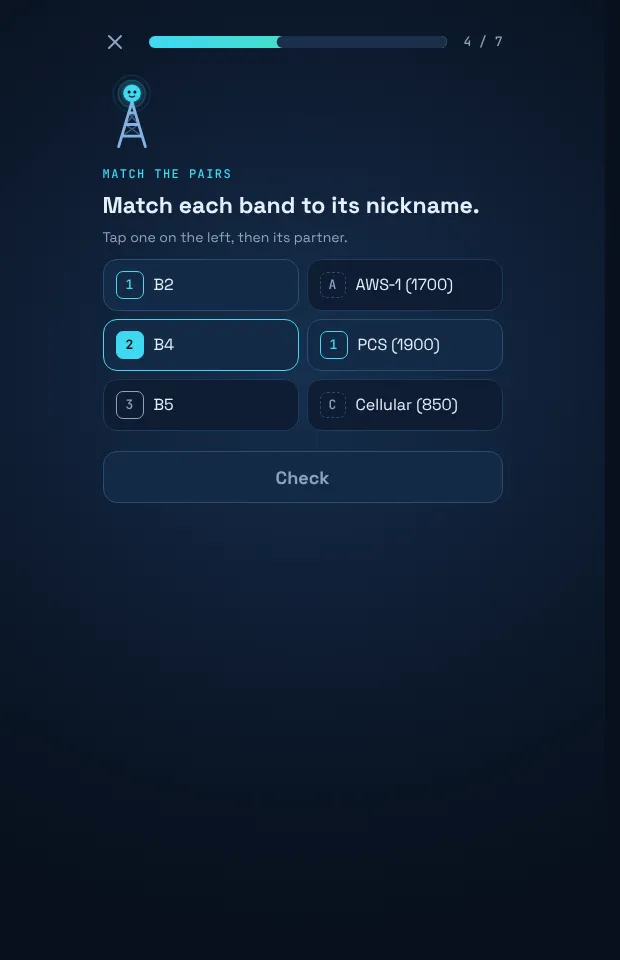 4 / 7
MATCH THE PAIRS
Match each band to its nickname.
Tap one on the left, then its partner.
1 B2
A AWS-1 (1700)
2 B4
1 PCS (1900)
3 B5
C Cellular (850)
Check